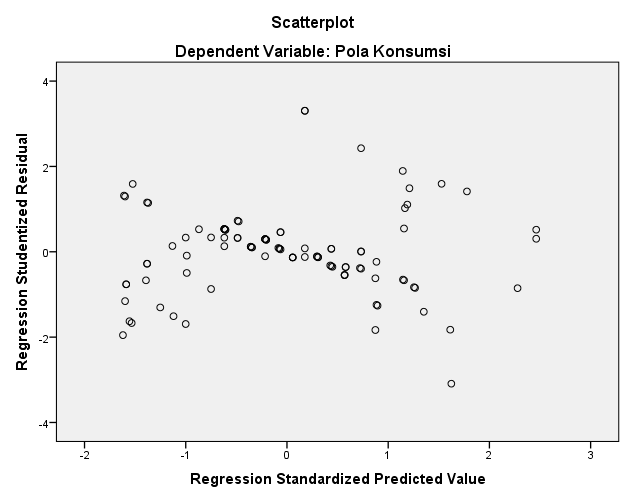 Scatterplot
Dependent Variable: Pola Konsumsi
Regression Studentized Residual
4
2
0
-2
-4
-2
-1
0
1
2
3
Regression Standardized Predicted Value